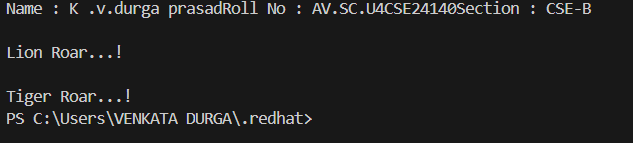 Name : K .v.durga prasadRoll No : AV.SC.U4CSE24140Section : CSE-B
Lion Roar...!
Tiger Roar...!
PS C:\Users\VENKATA DURGA\.redhat>